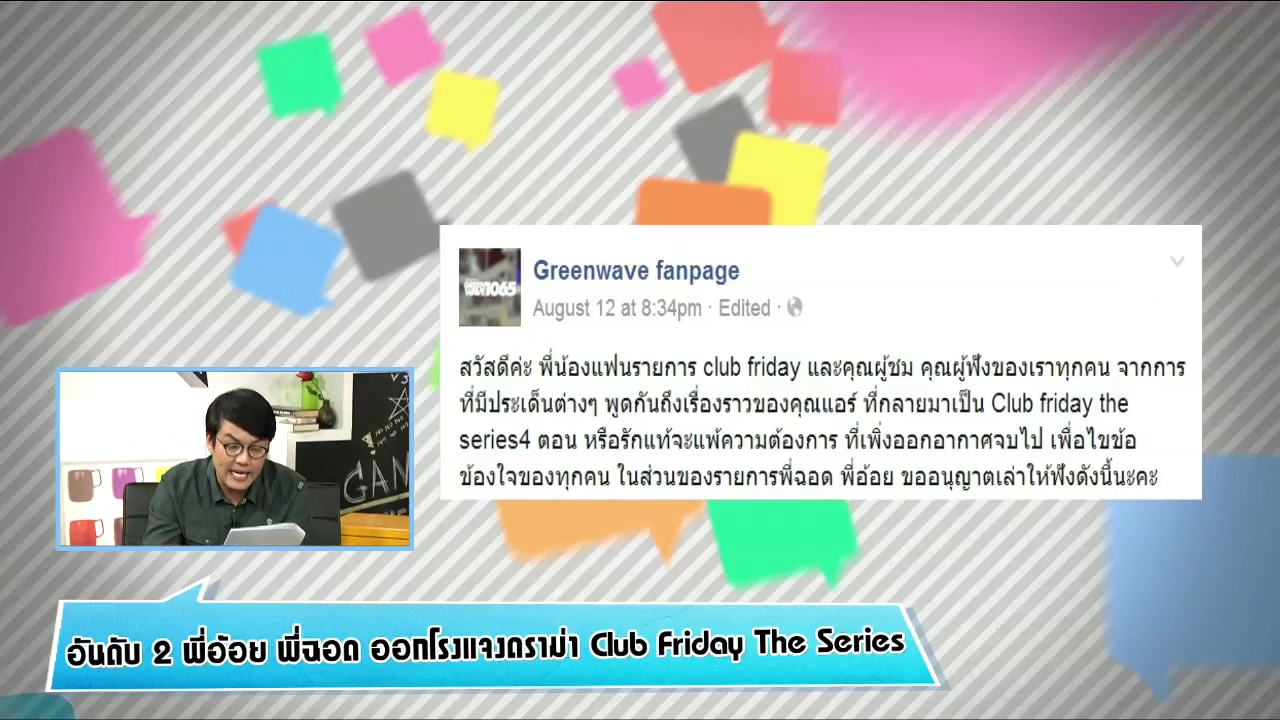 Greenwave fanpage
August 12 at 8:34pm · Edited ·
สวัสดีค่ะ พี่น้องแฟนรายการ club friday และคุณผู้ชม คุณผู้ฟังของเราทุกคน จากการ
ที่มีประเด็นต่างๆ พูดกันถึงเรื่องราวของคุณแอร์ ที่กลายมาเป็น Club friday the
series4 ตอน หรือรักแท้จะแพ้ความต้องการ ที่เพิ่งออกอากาศจบไป เพื่อไขข้อ
ข้องใจของทุกคน ในส่วนของรายการพี่ฉอด พี่อ้อย ขออนุญาตเล่าให้ฟังดังนี้นะคะ
GAN
อันดับ 2 พี่อ้อย พี่ฉอด ออกโรงแจงดราม่า Club Friday The Series